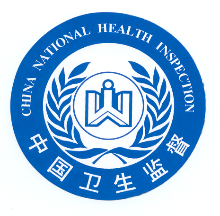 CHINA NATIONAL HEALTH INSPECTION
中国卫生监督